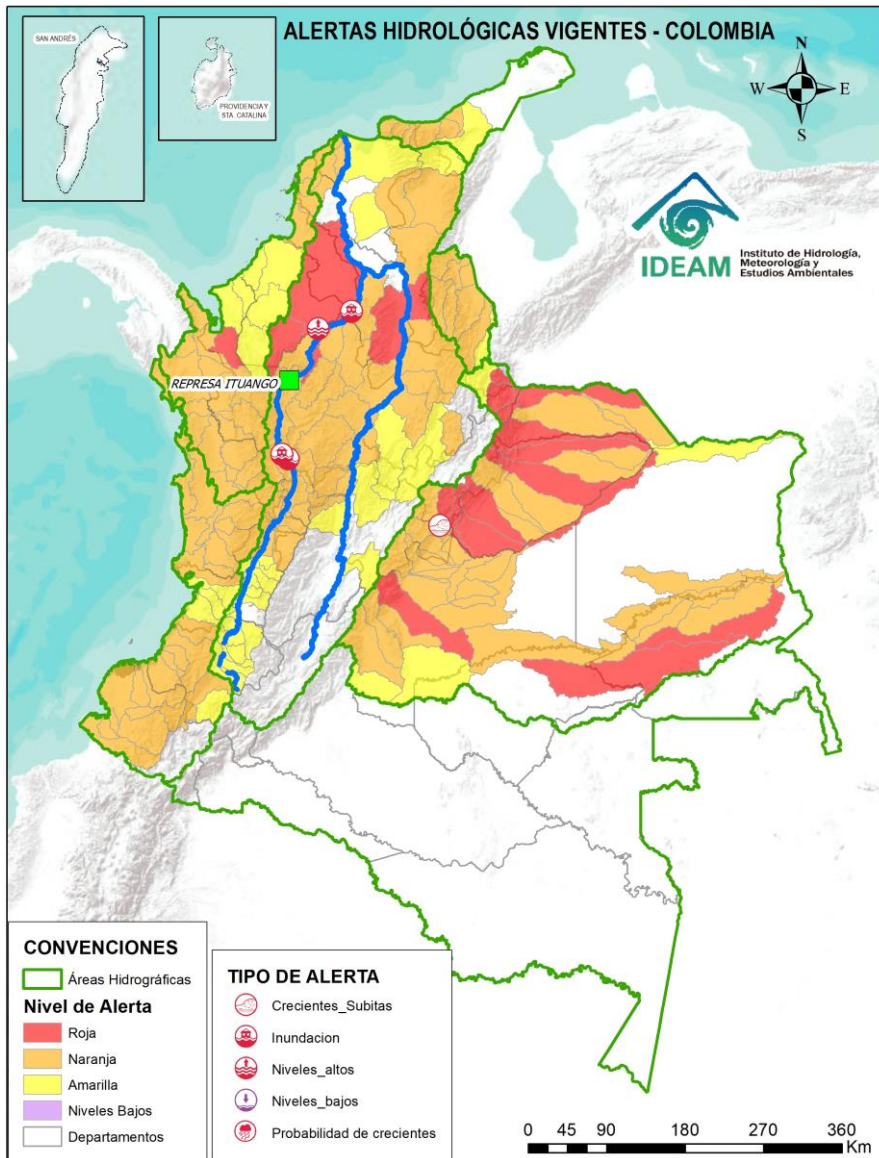 ALERTAS HIDROLÓGICAS VIGENTES - COLOMBIA
SAN ANDRÉS
PROVIDENCIA Y
STA. CATALINA
N
W
E
S
IDEAM
Instituto de Hidrología,
Meteorología y
Estudios Ambientales
REPRESA ITUANGO
CONVENCIONES
Áreas Hidrográficas
Nivel de Alerta
Roja
Naranja
Amarilla
Niveles Bajos
Departamentos
TIPO DE ALERTA
Crecientes_Subitas
Inundacion
Niveles_altos
Niveles_bajos
Probabilidad de crecientes
0 45 90 180 270 360
Km